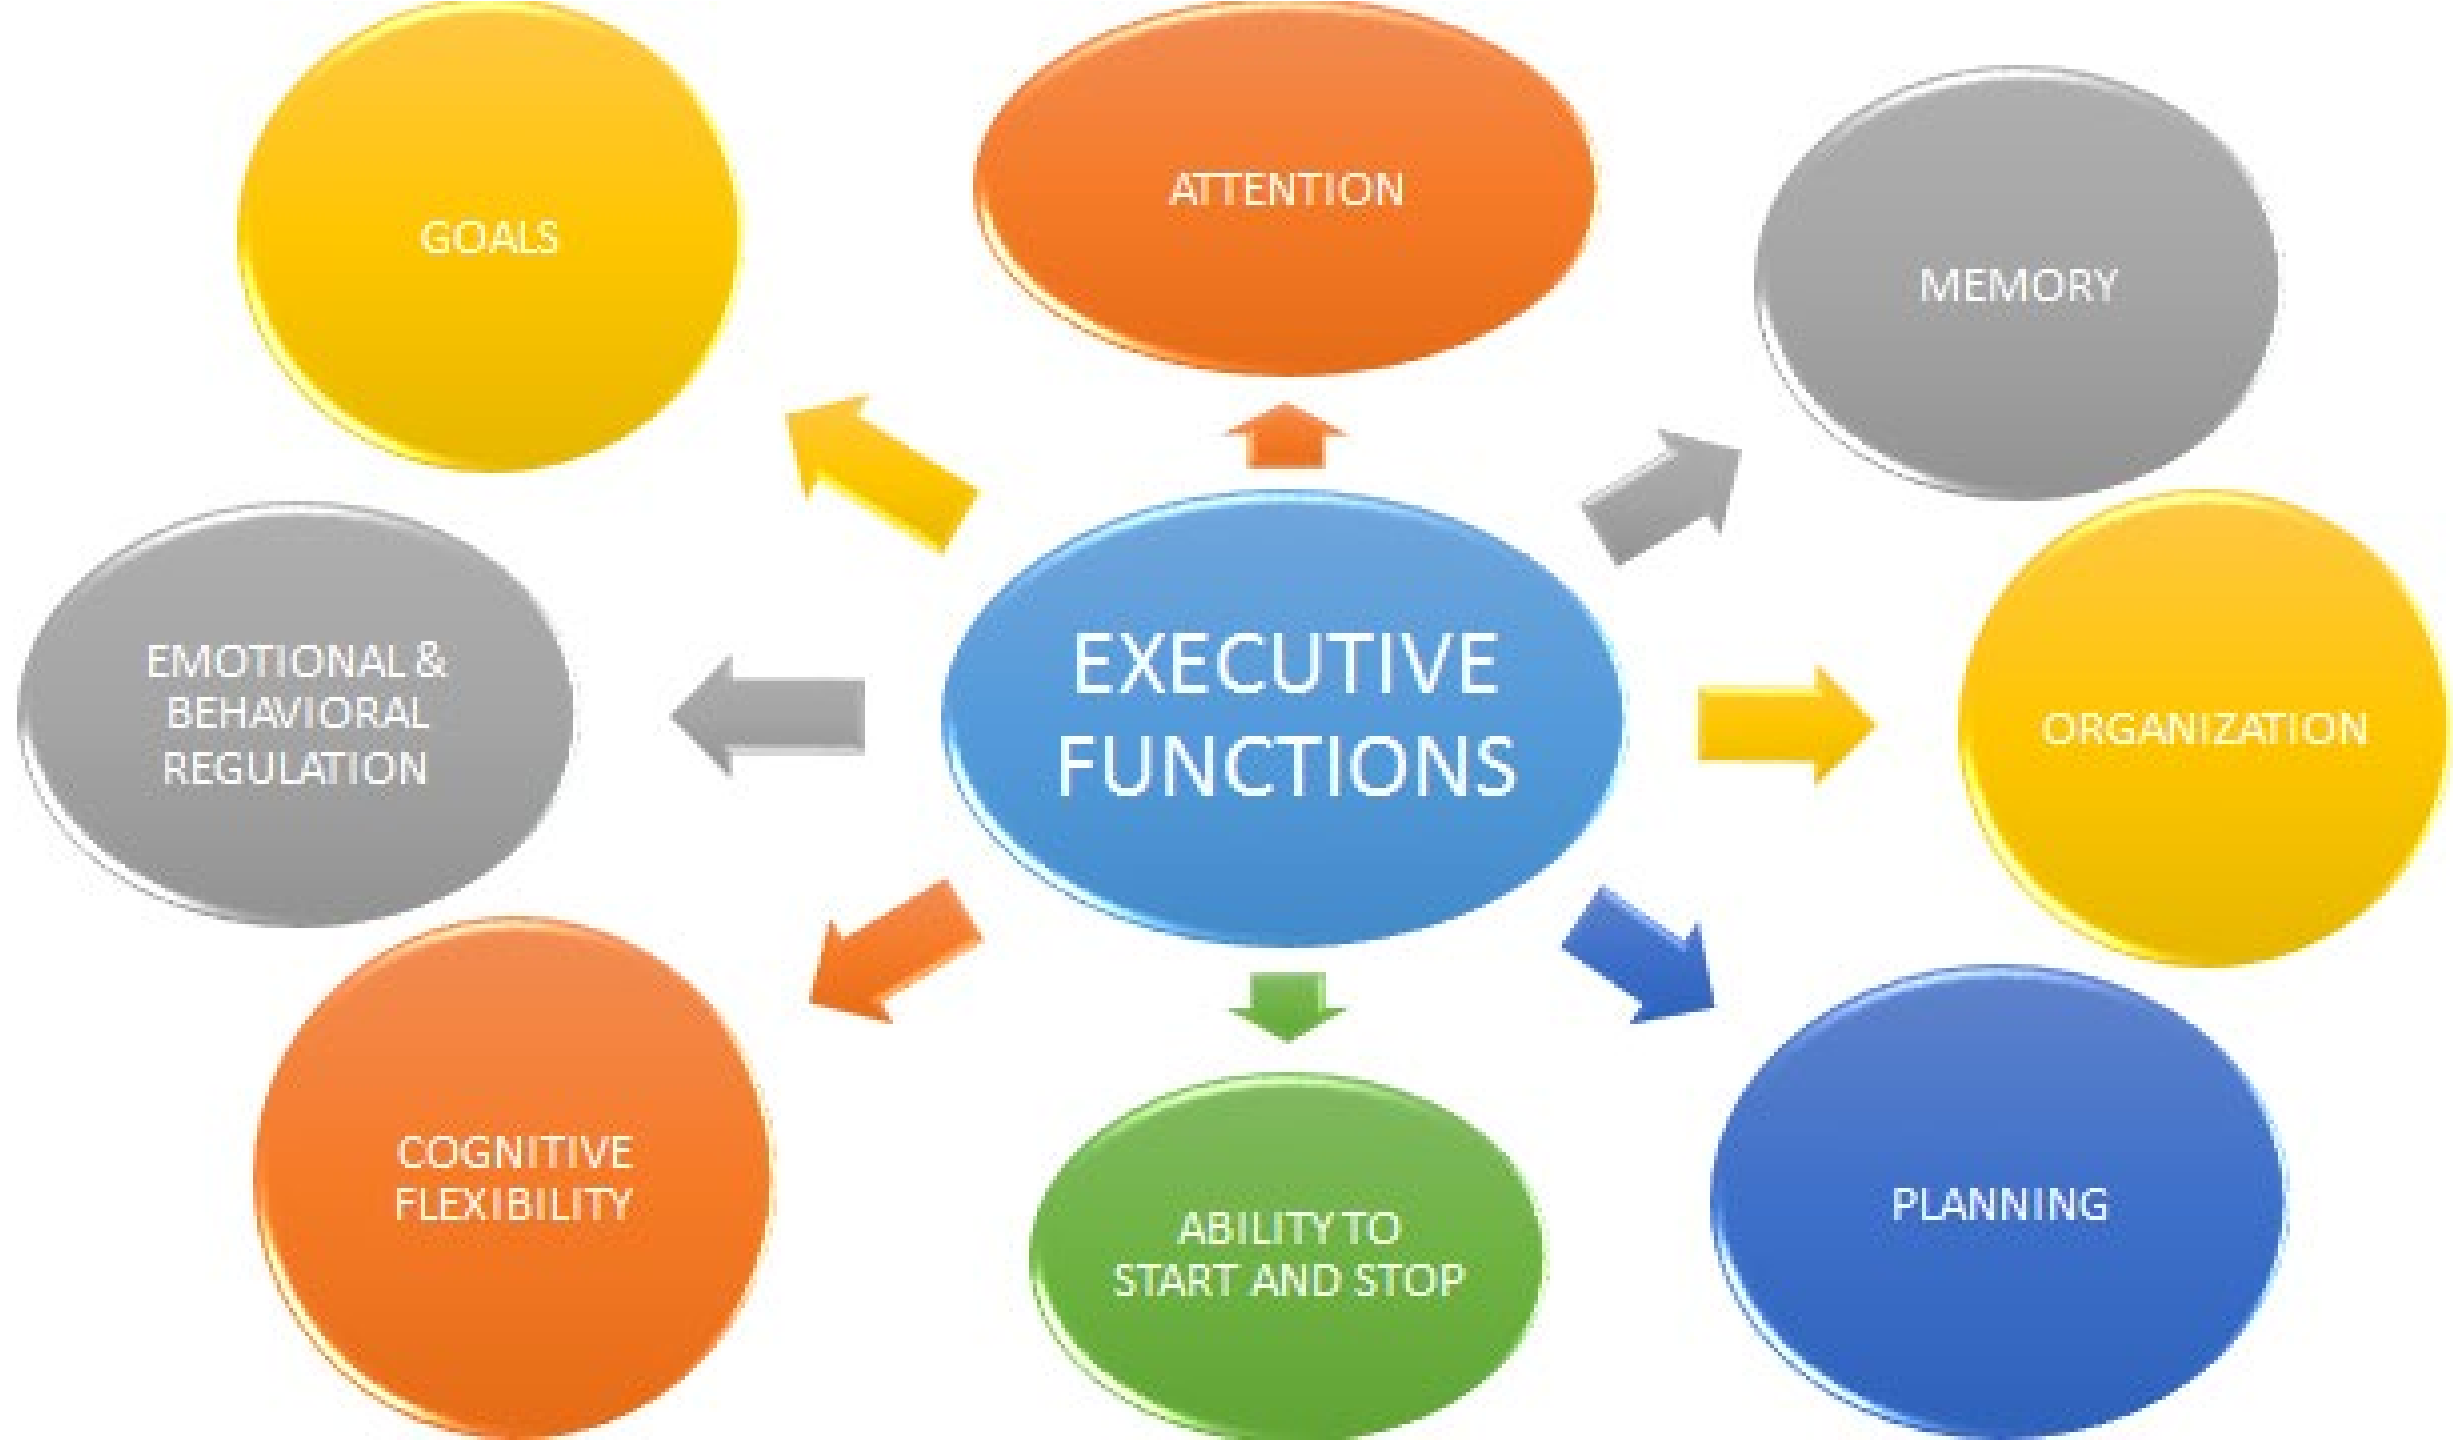 GOALS
ATTENTION
MEMORY
EMOTIONAL &
BEHAVIORAL
REGULATION
EXECUTIVE
FUNCTIONS
ORGANIZATION
COGNITIVE
FLEXIBILITY
ABILITY TO
START AND STOP
PLANNING